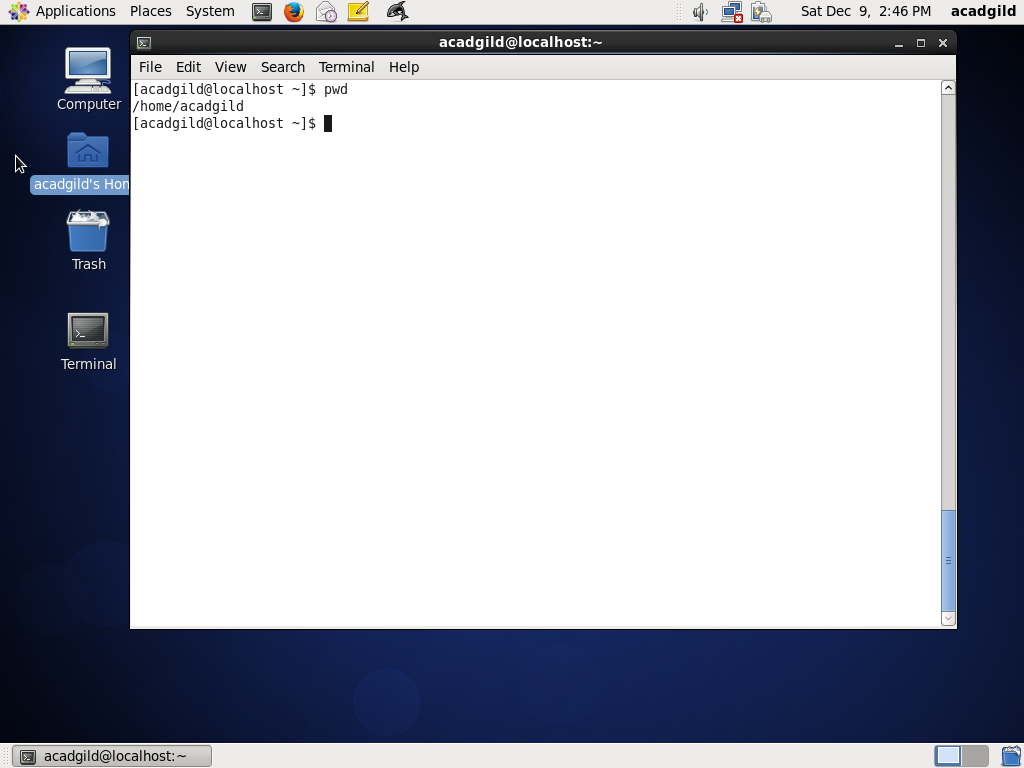 Applications Places System Sat Dec 9, 2:46 PM acadgild
acadgild@localhost:~
File Edit View Search Terminal Help
[acadgild@localhost ~]$ pwd
/home/acadgild
[acadgild@localhost ~]$
Computer
acadgild's Hon
Trash
Terminal
acadgild@localhost:~